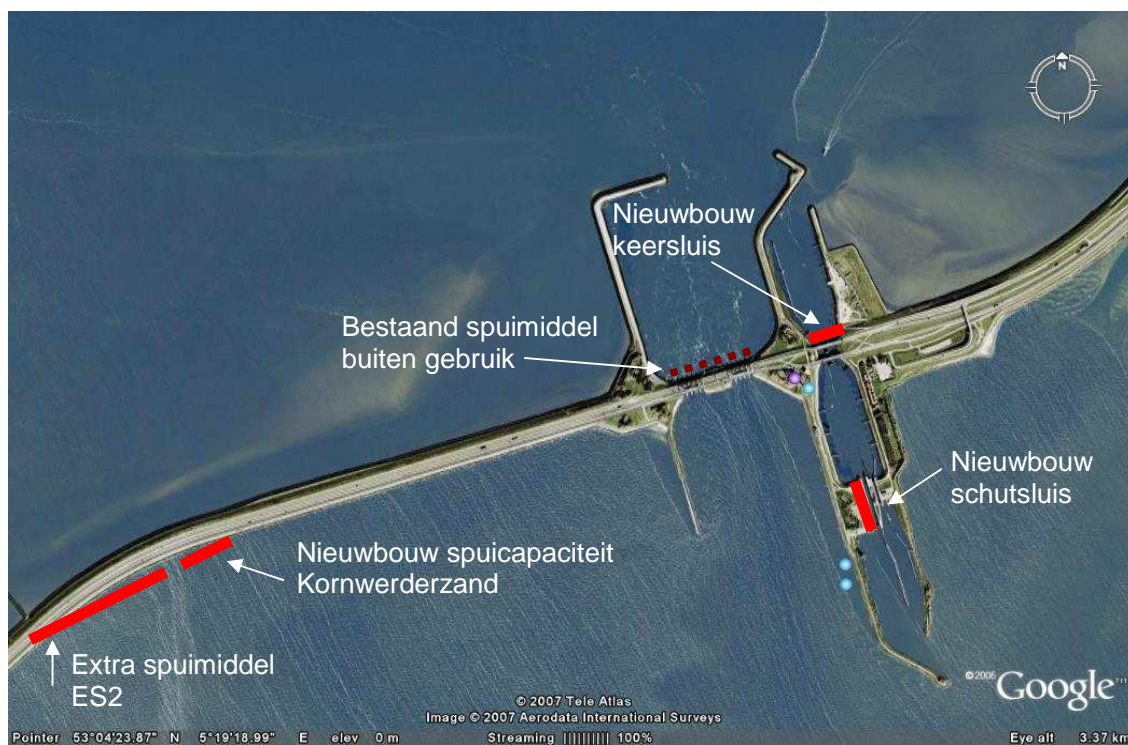 N
Nieuwbouw
keersluis
Bestaand spuimiddel
buiten gebruik
Nieuwbouw
schutsluis
Nieuwbouw spuicapaciteit
Kornwerderzand
Extra spuimiddel
ES2
©2006 Google™
© 2007 Tele Atlas
Image © 2007 Aerodata International Surveys
Pointer 53°04'23.87" N 5°19'18.99" E elev 0 m Streaming |||||||||| 100% Eye alt 3.37 km